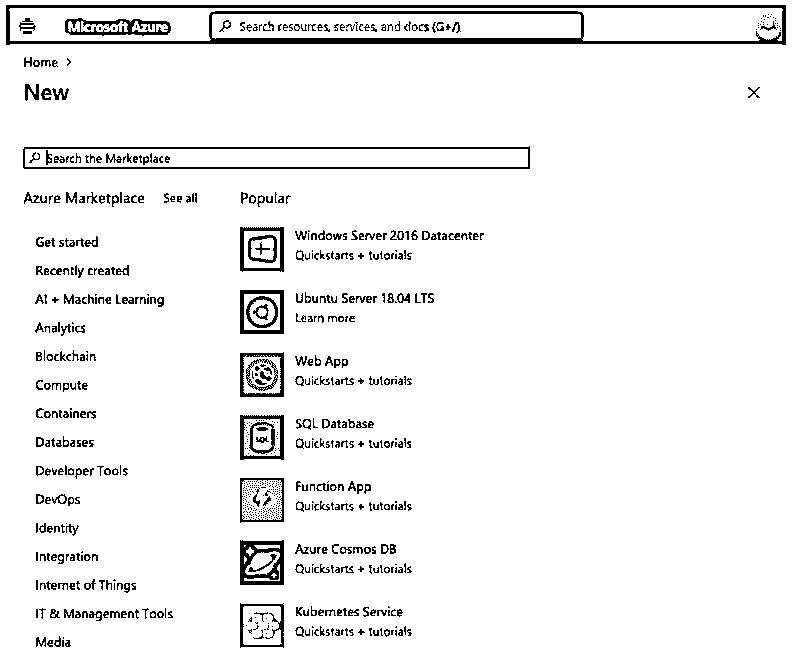 Microsoft Azure
Search resources, services, and docs (G+/)
Home >
New
Search the Marketplace
Azure Marketplace See all
Get started
Recently created
AI + Machine Learning
Analytics
Blockchain
Compute
Containers
Databases
Developer Tools
DevOps
Identity
Integration
Internet of Things
IT & Management Tools
Media
Popular
Windows Server 2016 Datacenter
Quickstarts + tutorials
Ubuntu Server 18.04 LTS
Learn more
Web App
Quickstarts + tutorials
SQL
SQL Database
Quickstarts + tutorials
Function App
Quickstarts + tutorials
Azure Cosmos DB
Quickstarts + tutorials
Kubernetes Service
Quickstarts + tutorials